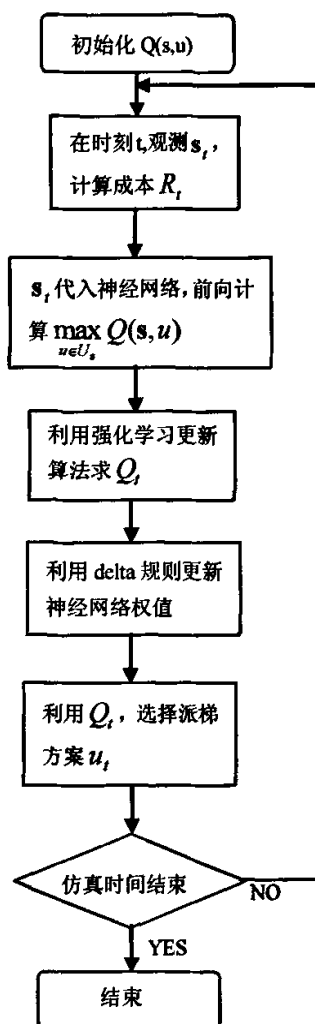 初始化 Q(s,u)
在时刻t,观测 s_t,
计算成本 R_t
s_t 代入神经网络,前向计
算 max Q(s,u)
u∈U_s
利用强化学习更新
算法求 Q_t
利用 delta 规则更新
神经网络权值
利用 Q_t,选择派梯
方案 u_t
仿真时间结束
NO
YES
结束